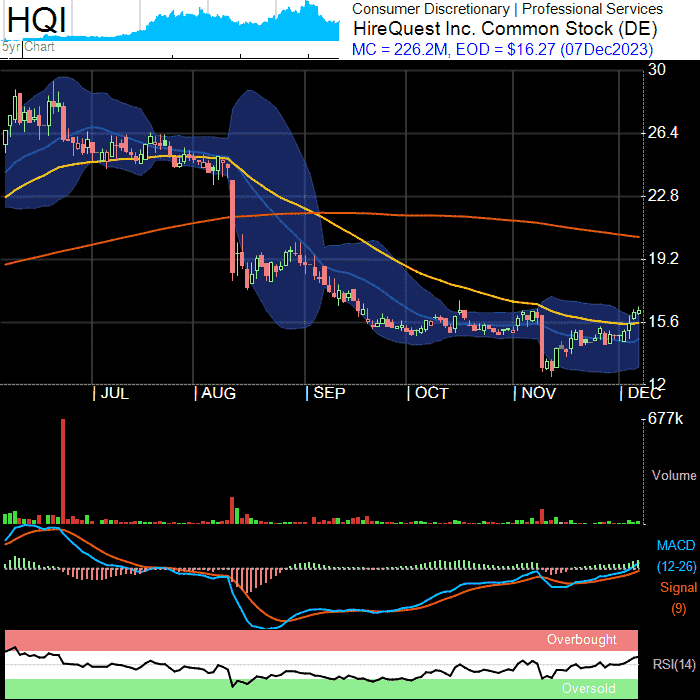 HQI
5yr Chart
Consumer Discretionary | Professional Services
HireQuest Inc. Common Stock (DE)
MC = 226.2M, EOD = $16.27 (07Dec2023)
30
26.4
22.8
19.2
15.6
12
JUL
AUG
SEP
OCT
NOV
DEC
677k
Volume
MACD
(12-26)
Signal
(9)
Overbought
RSI(14)
Oversold